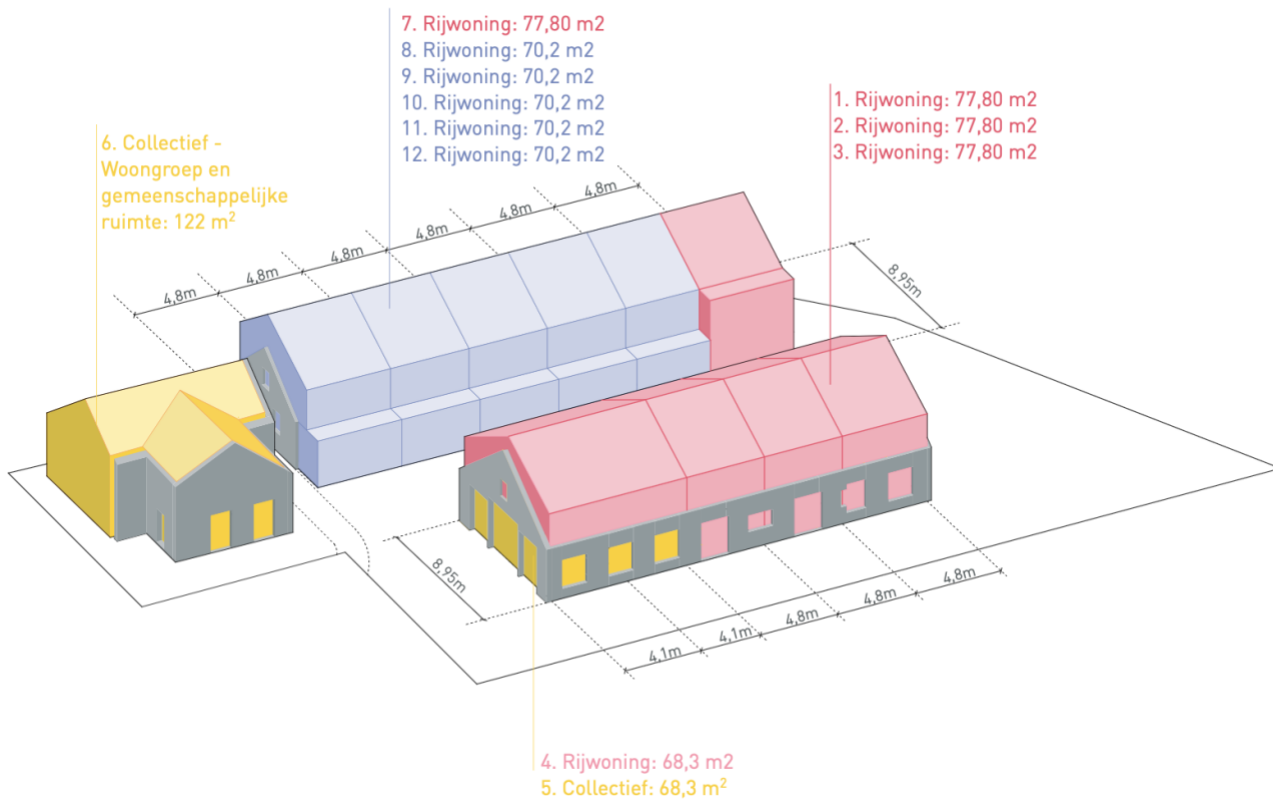 7. Rijwoning: 77,80 m2
8. Rijwoning: 70,2 m2
9. Rijwoning: 70,2 m2
10. Rijwoning: 70,2 m2
11. Rijwoning: 70,2 m2
12. Rijwoning: 70,2 m2
1. Rijwoning: 77,80 m2
2. Rijwoning: 77,80 m2
3. Rijwoning: 77,80 m2
6. Collectief -
Woongroep en
gemeenschappelijke
ruimte: 122 m²
4,8m
4,8m
4,8m
4,8m
4,8m
4,8m
8,95m
8,95m
4,1m
4,1m
4,8m
4,8m
4,8m
4. Rijwoning: 68,3 m2
5. Collectief: 68,3 m²